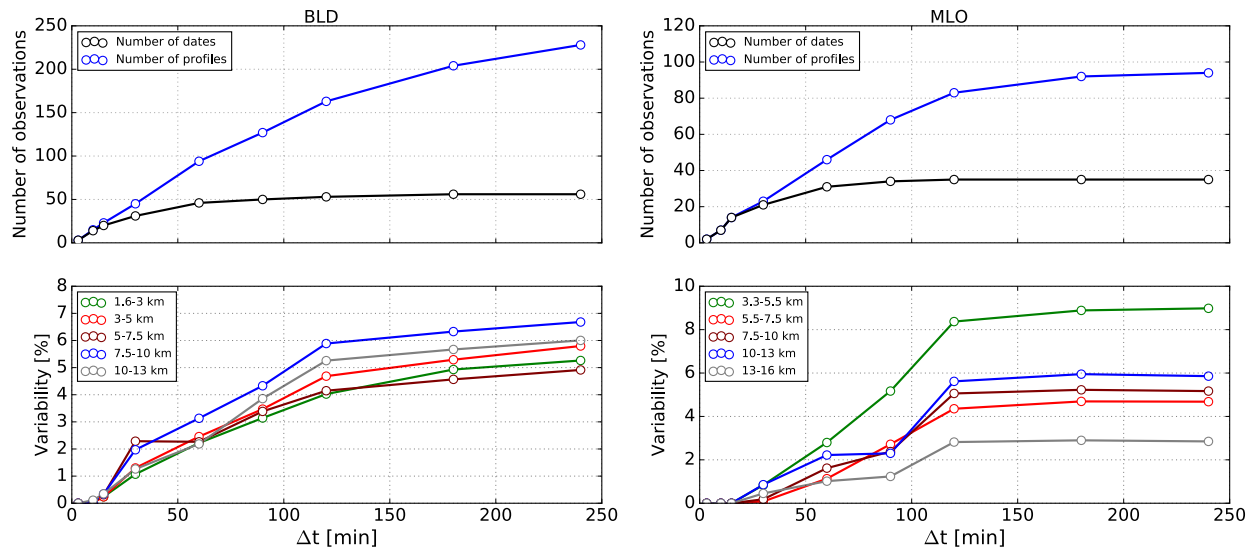 BLD
Number of observations
250
200
150
100
50
0
Number of dates
Number of profiles
MLO
Number of observations
120
100
80
60
40
20
0
Number of dates
Number of profiles
Variability [%]
8
7
6
5
4
3
2
1
0
1.6-3 km
3-5 km
5-7.5 km
7.5-10 km
10-13 km
0 50 100 150 200 250
Δt [min]
Variability [%]
10
8
6
4
2
0
3.3-5.5 km
5.5-7.5 km
7.5-10 km
10-13 km
13-16 km
0 50 100 150 200 250
Δt [min]